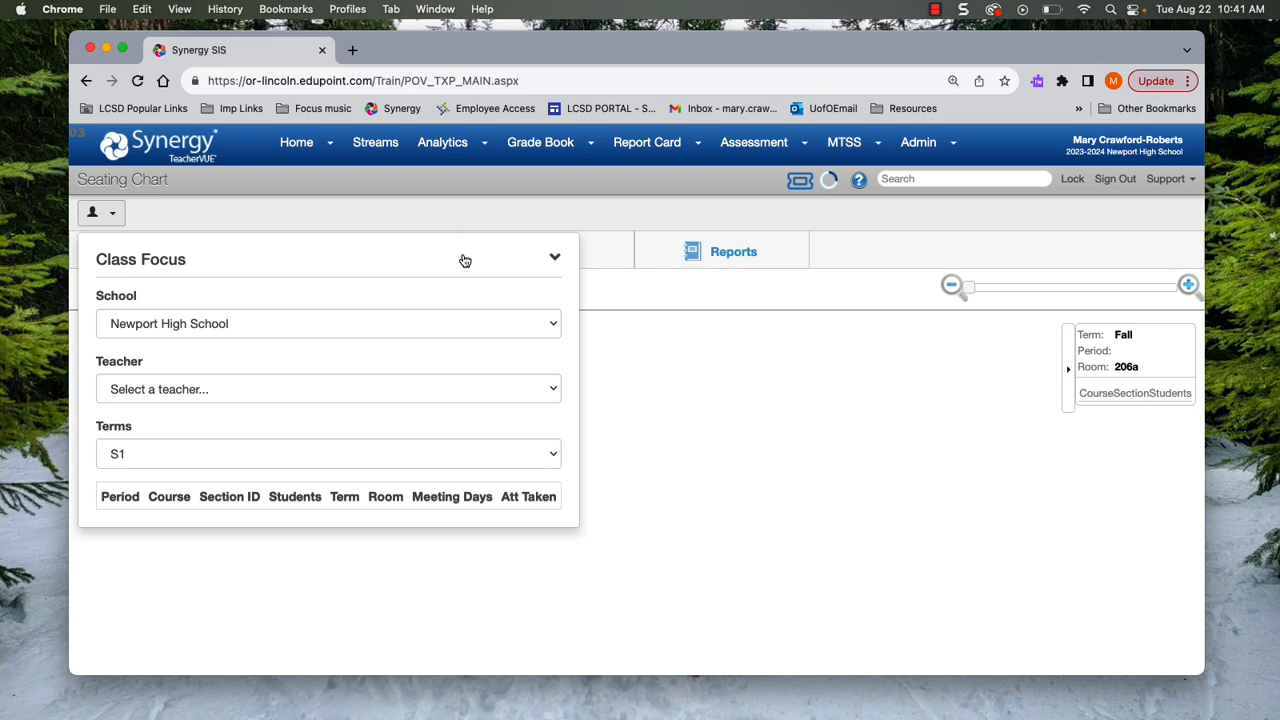 Chrome File Edit View History Bookmarks Profiles Tab Window Help Tue Aug 22 10:41 AM
Synergy SIS
https://or-lincoln.edupoint.com/Train/POV_TXP_MAIN.aspx M Update
LCSD Popular Links Imp Links Focus music Synergy Employee Access LCSD PORTAL - S... Inbox - mary.craw... UofOEmail Resources » Other Bookmarks
03 Synergy TeacherVUE Home Streams Analytics Grade Book Report Card Assessment MTSS Admin Mary Crawford-Roberts
2023-2024 Newport High School
Seating Chart Search Lock Sign Out Support
Reports
Class Focus
School
Newport High School
Teacher
Select a teacher...
Terms
S1
Period Course Section ID Students Term Room Meeting Days Att Taken
Term: Fall
Period:
Room: 206a
CourseSectionStudents